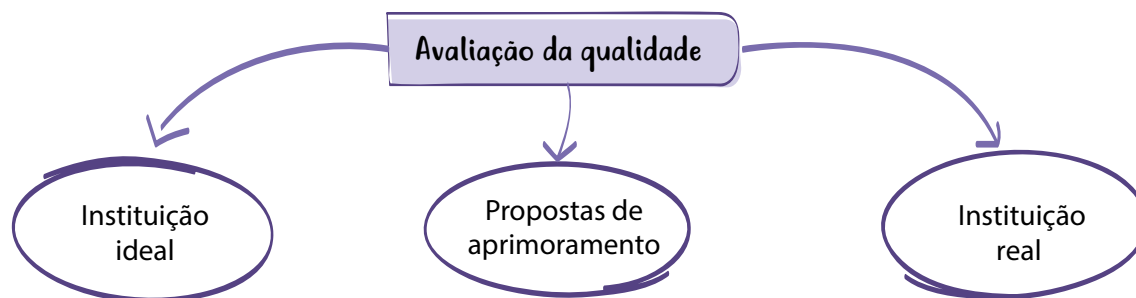 Avaliação da qualidade
Instituição
ideal
Propostas de
aprimoramento
Instituição
real